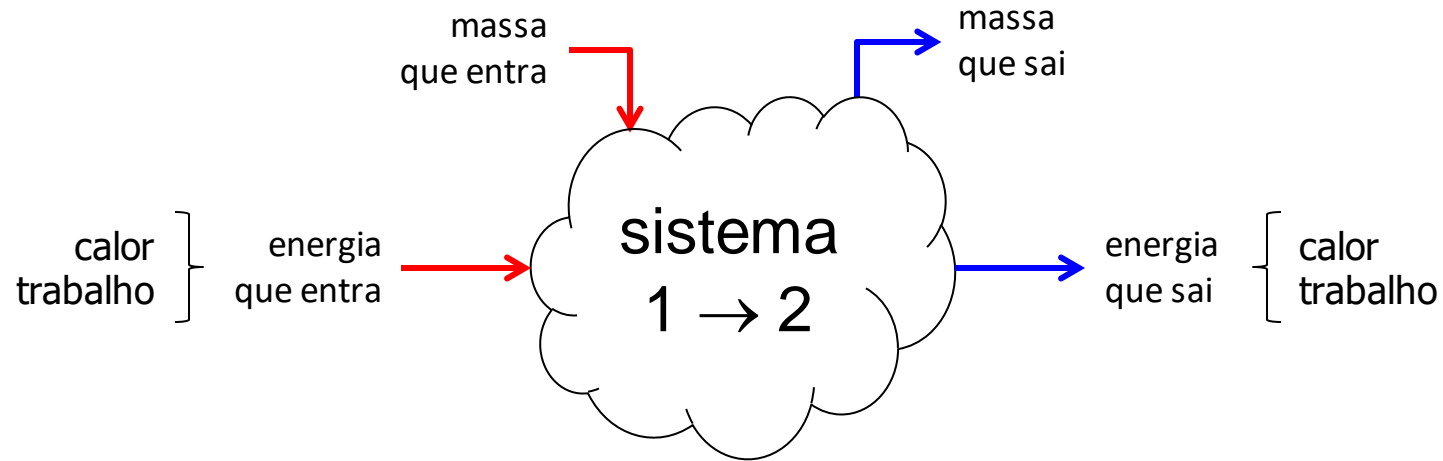 massa
que entra
massa
que sai
calor
trabalho
energia
que entra
sistema
1 → 2
energia
que sai
calor
trabalho